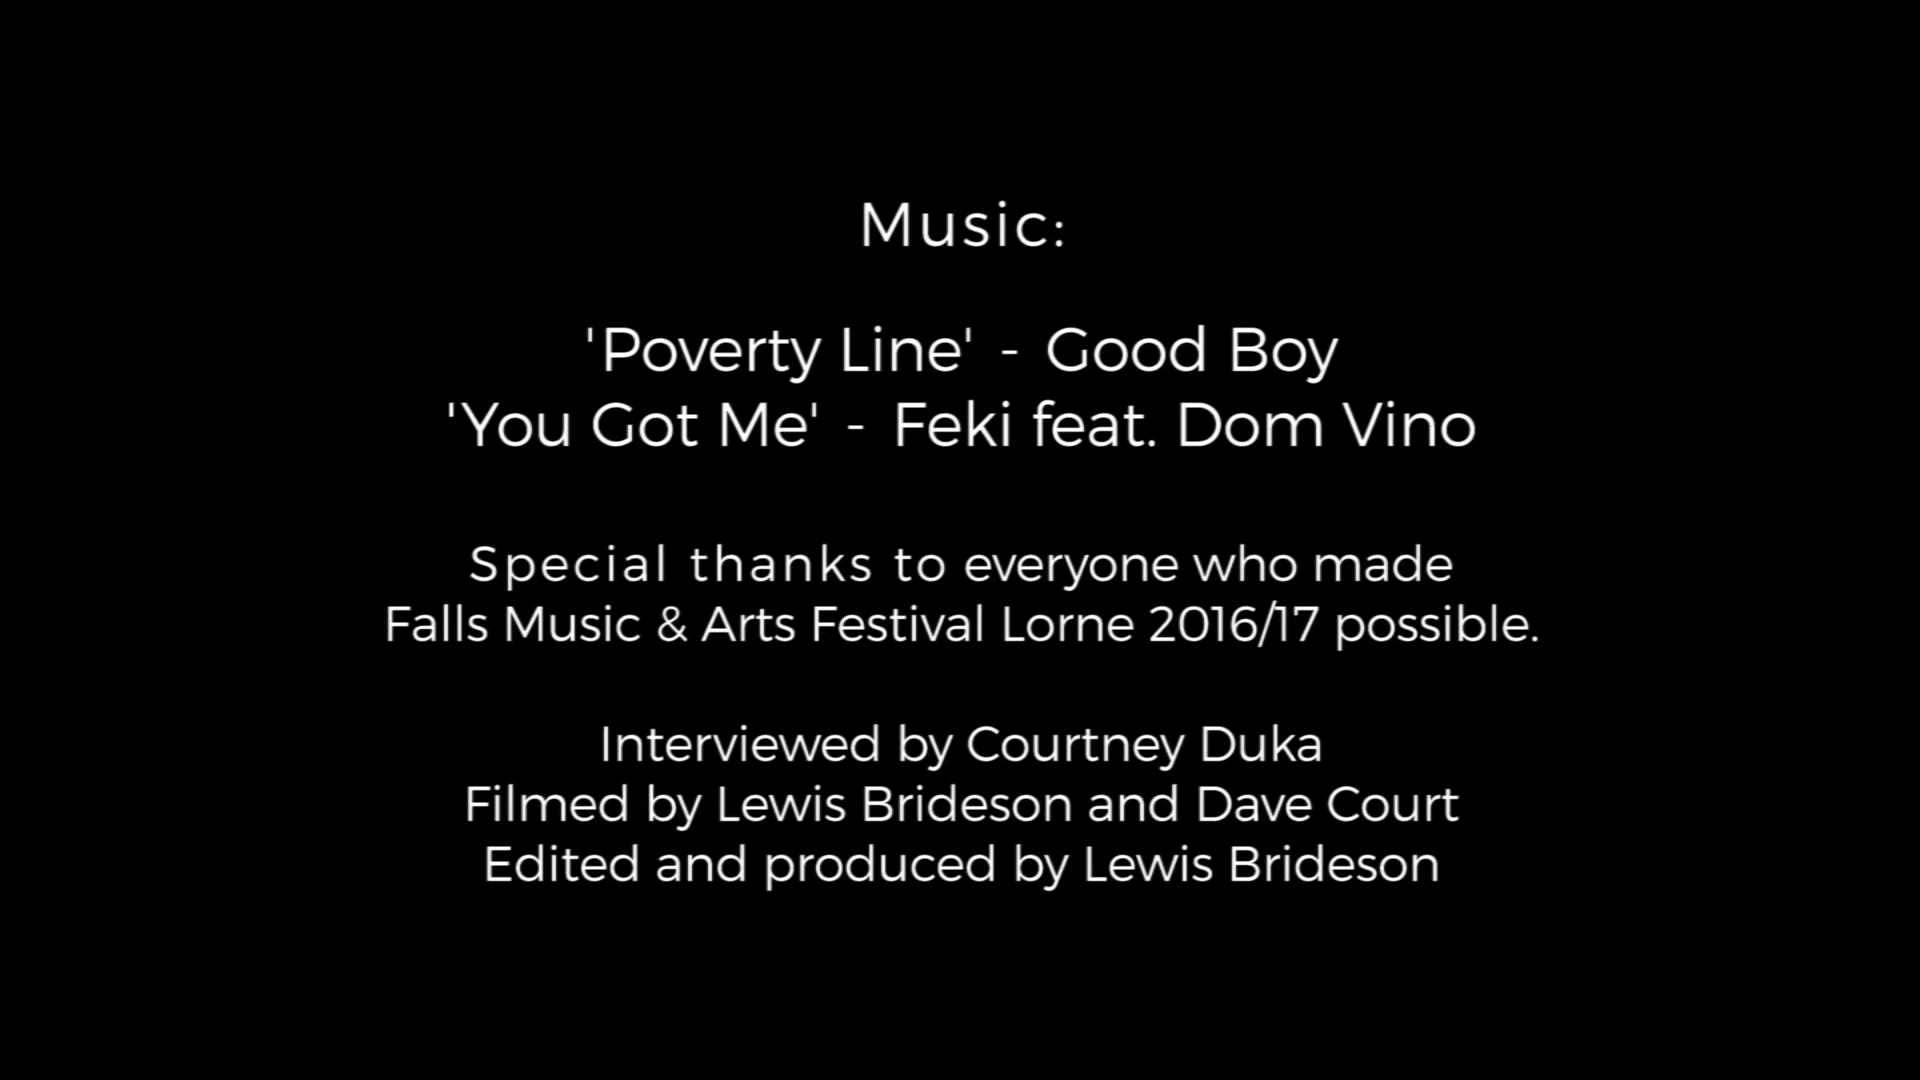 Music:
'Poverty Line' - Good Boy
'You Got Me' - Feki feat. Dom Vino
Special thanks to everyone who made
Falls Music & Arts Festival Lorne 2016/17 possible.
Interviewed by Courtney Duka
Filmed by Lewis Brideson and Dave Court
Edited and produced by Lewis Brideson